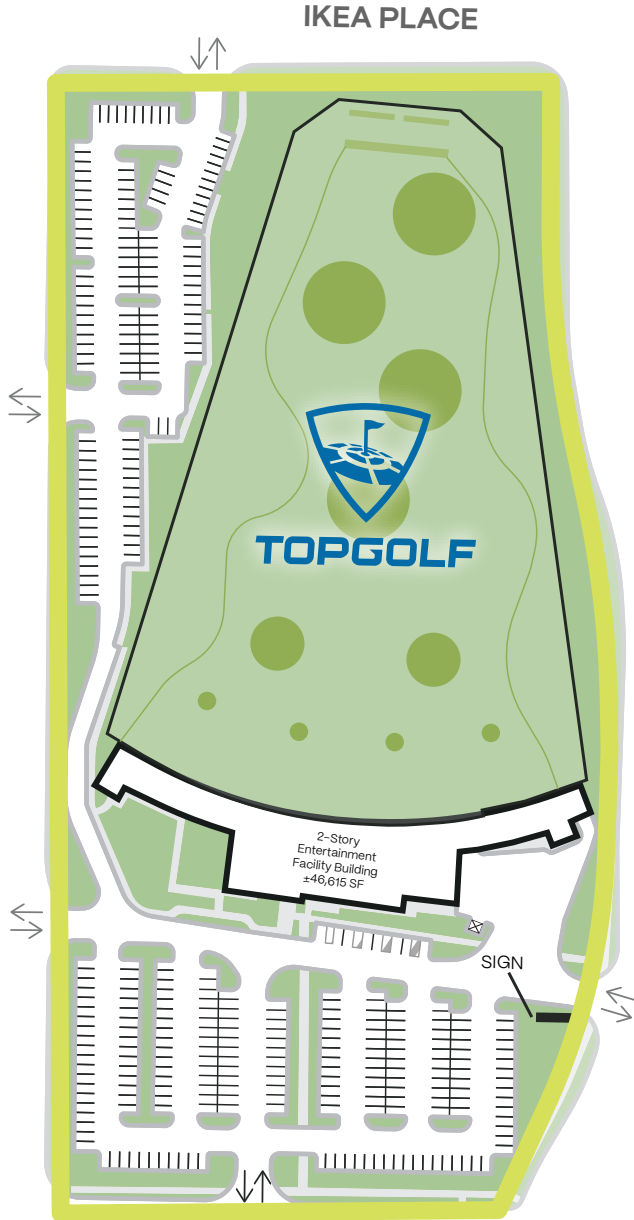 IKEA PLACE
TOPGOLF
2-Story
Entertainment
Facility Building
±46,615 SF
SIGN